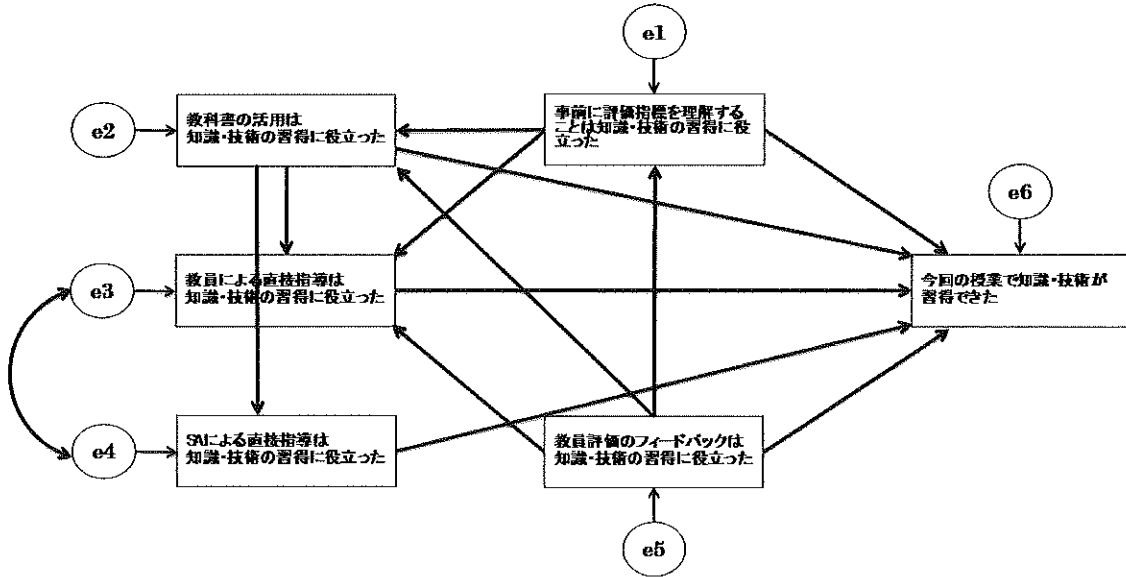 e1
e2
教科書の活用は
知識・技術の習得に役立った
事前に評価指標を理解する
ことは知識・技術の習得に役
立った
e6
e3
教員による直接指導は
知識・技術の習得に役立った
今回の授業で知識・技術が
習得できた
e4
SAによる直接指導は
知識・技術の習得に役立った
教員評価のフィードバックは
知識・技術の習得に役立った
e5